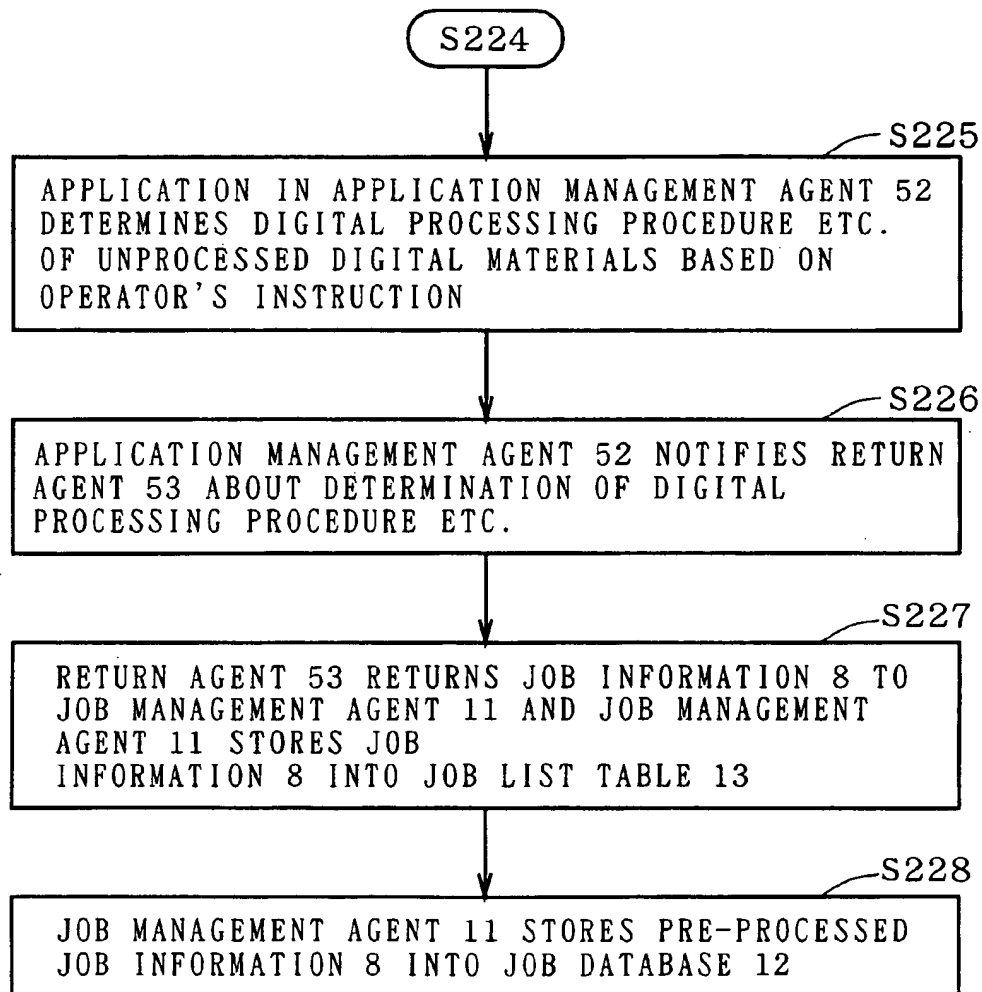 S224
S225
APPLICATION IN APPLICATION MANAGEMENT AGENT 52
DETERMINES DIGITAL PROCESSING PROCEDURE ETC.
OF UNPROCESSED DIGITAL MATERIALS BASED ON
OPERATOR'S INSTRUCTION
S226
APPLICATION MANAGEMENT AGENT 52 NOTIFIES RETURN
AGENT 53 ABOUT DETERMINATION OF DIGITAL
PROCESSING PROCEDURE ETC.
S227
RETURN AGENT 53 RETURNS JOB INFORMATION 8 TO
JOB MANAGEMENT AGENT 11 AND JOB MANAGEMENT
AGENT 11 STORES JOB
INFORMATION 8 INTO JOB LIST TABLE 13
S228
JOB MANAGEMENT AGENT 11 STORES PRE-PROCESSED
JOB INFORMATION 8 INTO JOB DATABASE 12